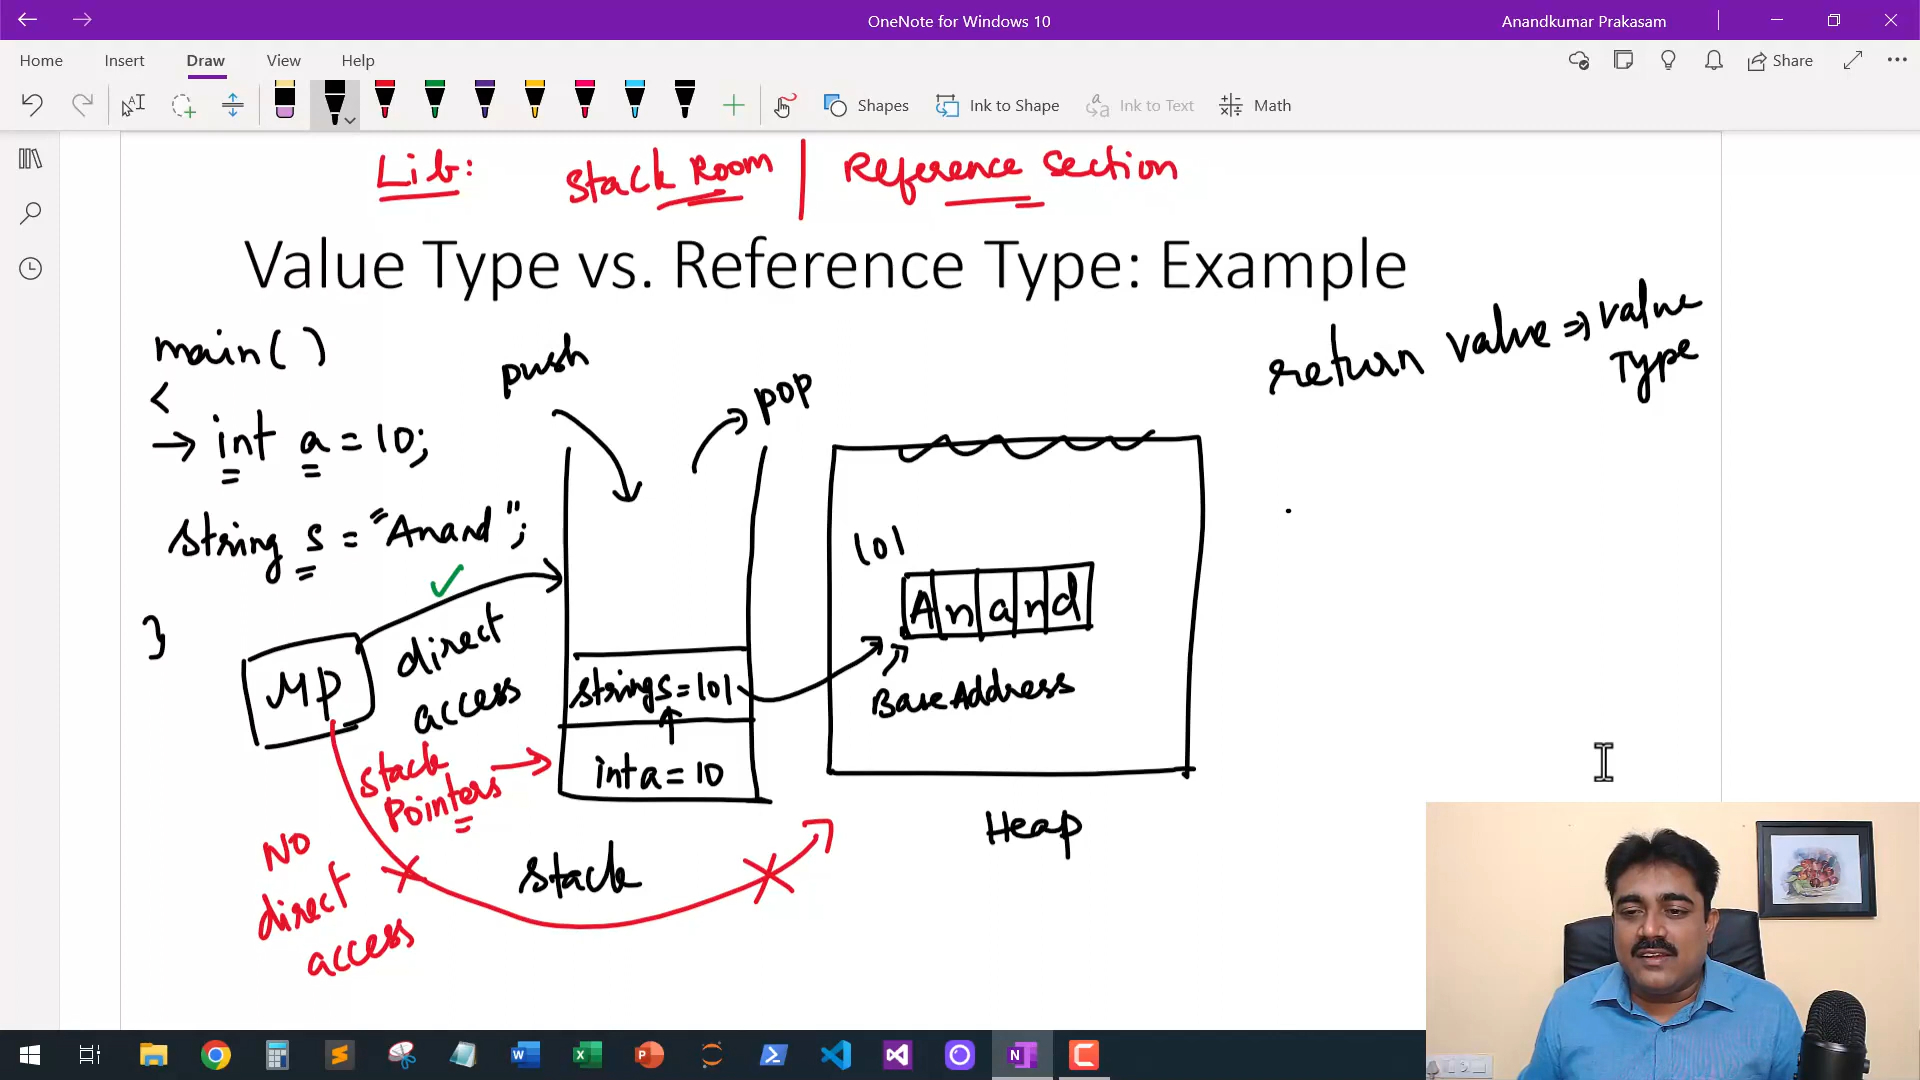 OneNote for Windows 10
Anandkumar Prakasam
Home Insert Draw View Help
Share
Shapes Ink to Shape Ink to Text Math
Lib: Stack Room | Reference Section
Value Type vs. Reference Type: Example
return value => value
Type
main( )
push
pop
int a = 10;
string s = "Anand";
}
direct
access
MP
101
A n a n d
Base Address
string s = 101
int a = 10
stack
Pointers
No
direct
access
Stack
Heap